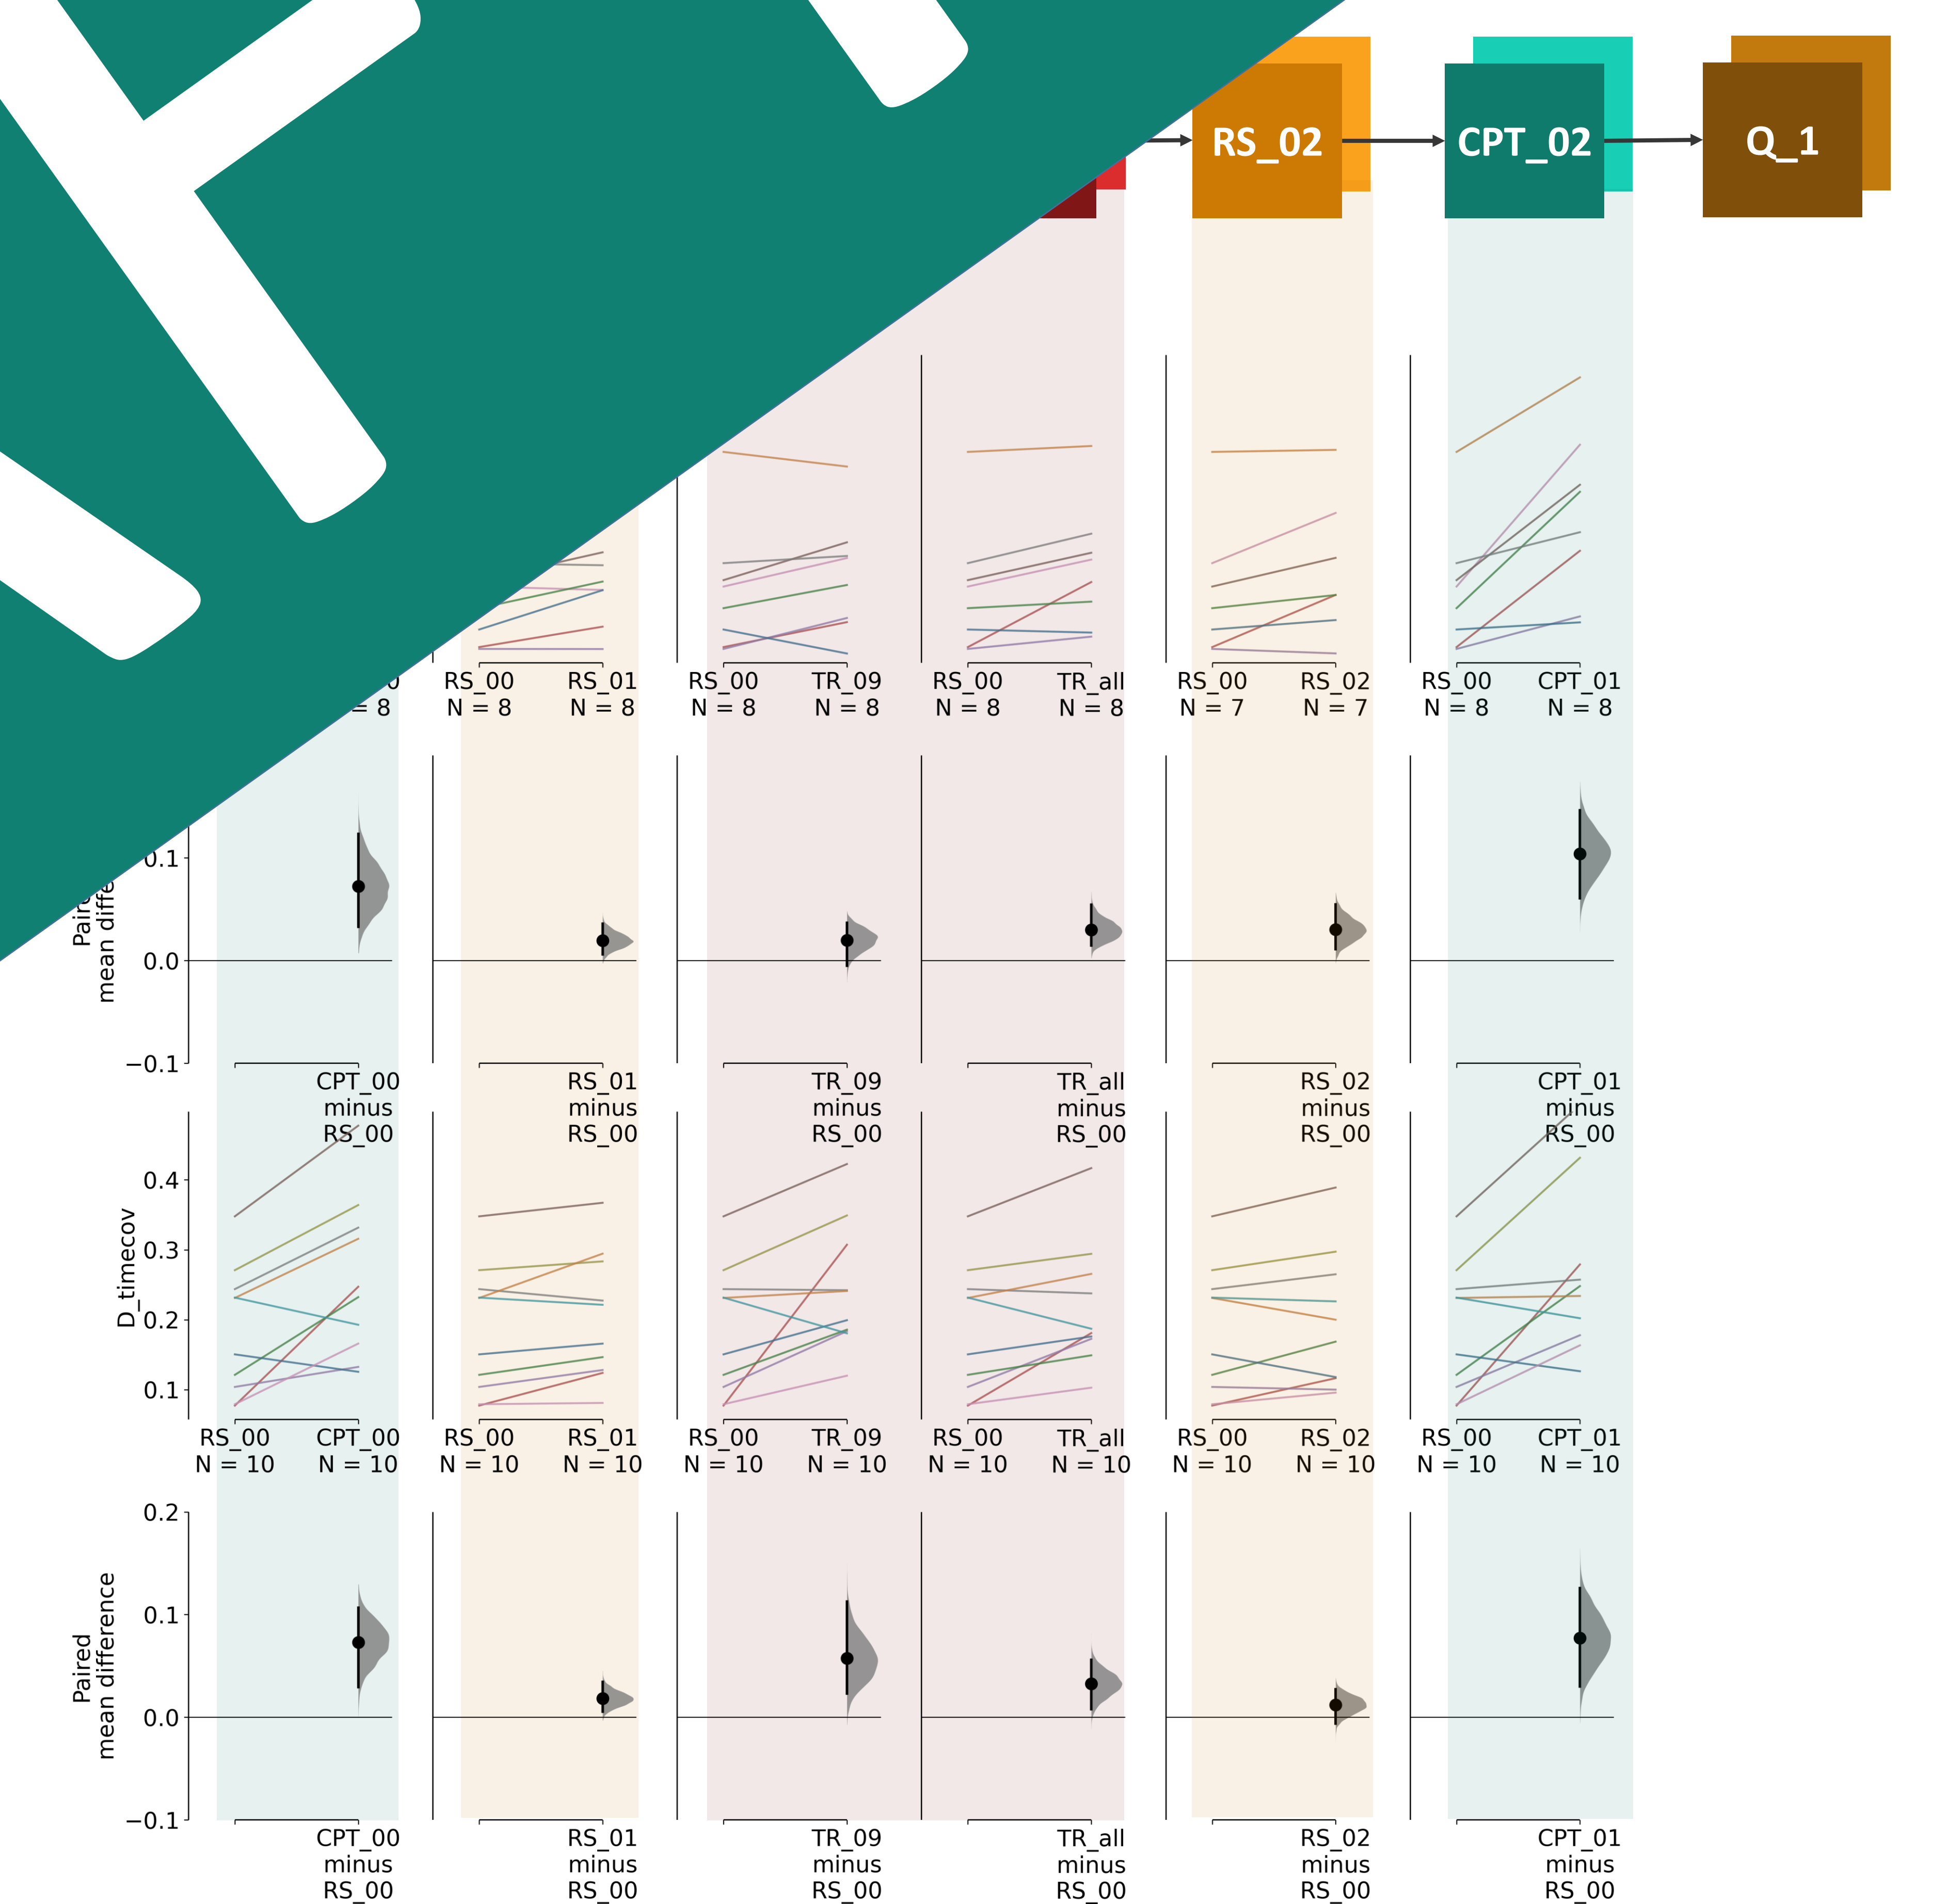 RS_02 CPT_02 Q_1
RS_00 RS_01 RS_00 TR_09 RS_00 TR_all RS_00 RS_02 RS_00 CPT_01
= 8 N = 8 N = 8 N = 8 N = 8 N = 8 N = 8 N = 7 N = 7 N = 8 N = 8
0.1
0.0
−0.1
mean diffe
CPT_00 RS_01 TR_09 TR_all RS_02 CPT_01
minus minus minus minus minus minus
RS_00 RS_00 RS_00 RS_00 RS_00 RS_00
D_timecov
0.4
0.3
0.2
0.1
RS_00 CPT_00 RS_00 RS_01 RS_00 TR_09 RS_00 TR_all RS_00 RS_02 RS_00 CPT_01
N = 10 N = 10 N = 10 N = 10 N = 10 N = 10 N = 10 N = 10 N = 10 N = 10 N = 10 N = 10
Paired
mean difference
0.2
0.1
0.0
−0.1
CPT_00 RS_01 TR_09 TR_all RS_02 CPT_01
minus minus minus minus minus minus
RS_00 RS_00 RS_00 RS_00 RS_00 RS_00